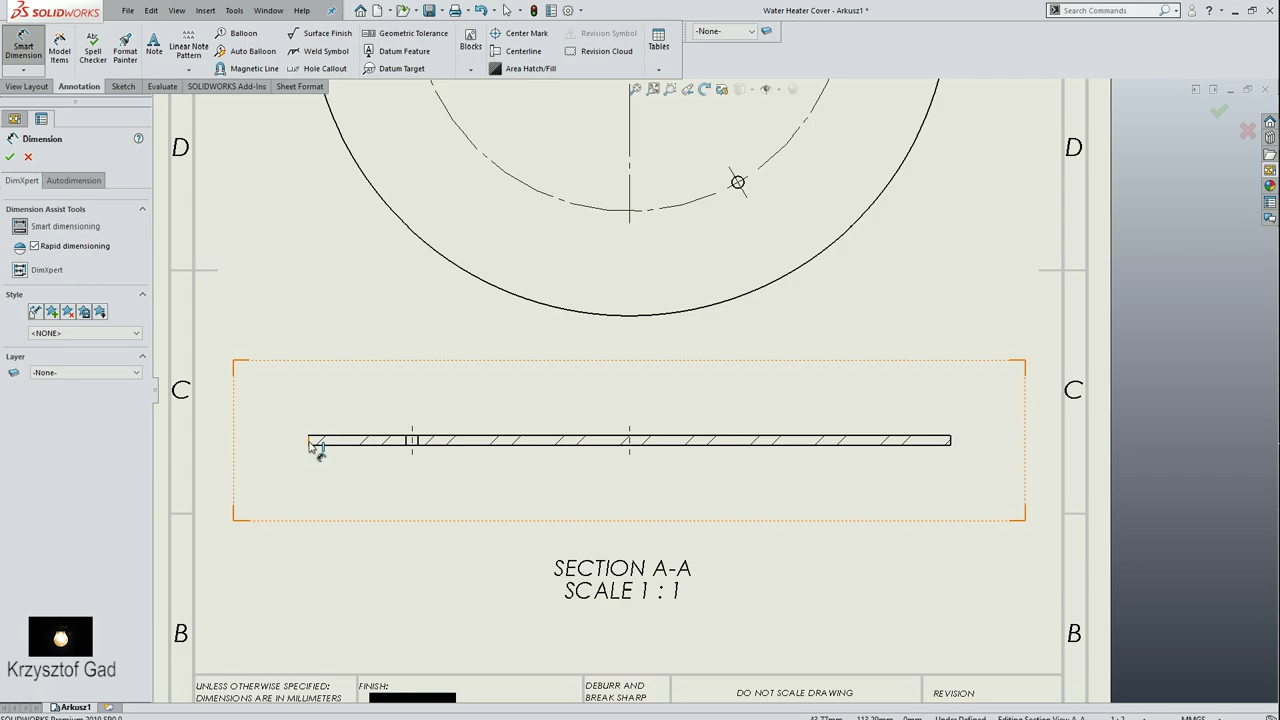 SOLIDWORKS
File
Edit
View
Insert
Tools
Window
Help
Water Heater Cover - Arkusz1 *
Search Commands
Smart
Dimension
Model
Items
Spell
Checker
Format
Painter
Note
Linear Note
Pattern
Balloon
Auto Balloon
Magnetic Line
Surface Finish
Weld Symbol
Hole Callout
Geometric Tolerance
Datum Feature
Datum Target
Blocks
Center Mark
Centerline
Area Hatch/Fill
Revision Symbol
Revision Cloud
Tables
-None-
View Layout
Annotation
Sketch
Evaluate
SOLIDWORKS Add-Ins
Sheet Format
Dimension
DimXpert
Autodimension
Dimension Assist Tools
Smart dimensioning
Rapid dimensioning
DimXpert
Style
<NONE>
Layer
-None-
D
D
C
C
B
B
SECTION A-A
SCALE 1 : 1
Krzysztof Gad
UNLESS OTHERWISE SPECIFIED:
DIMENSIONS ARE IN MILLIMETERS
FINISH:
DEBURR AND
BREAK SHARP
DO NOT SCALE DRAWING
REVISION
Arkusz1
SOLIDWORKS Premium 2019 SP0.0
43.77mm
113.29mm
0mm
Under Defined
Editing Section View A-A
1 : 2
MMGS